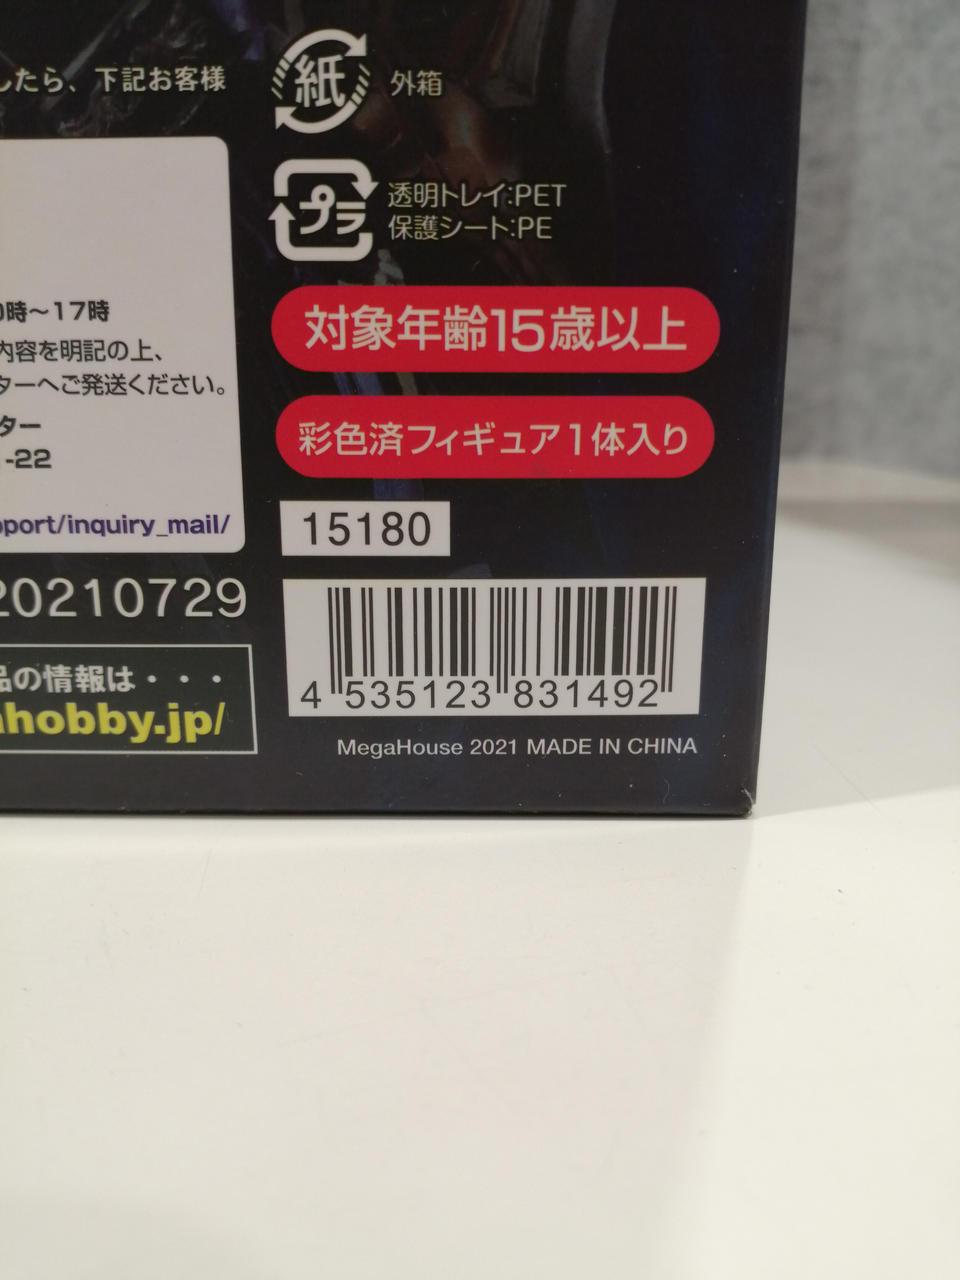 したら、下記お客様
紙 外箱
プラ 透明トレイ:PET
保護シート:PE
0時～17時
内容を明記の上、
ターへご発送ください。
ター
-22
pport/inquiry_mail/
対象年齢15歳以上
彩色済フィギュア1体入り
15180
20210729
品の情報は・・・
ahobby.jp/
4 535123 831492
MegaHouse 2021 MADE IN CHINA